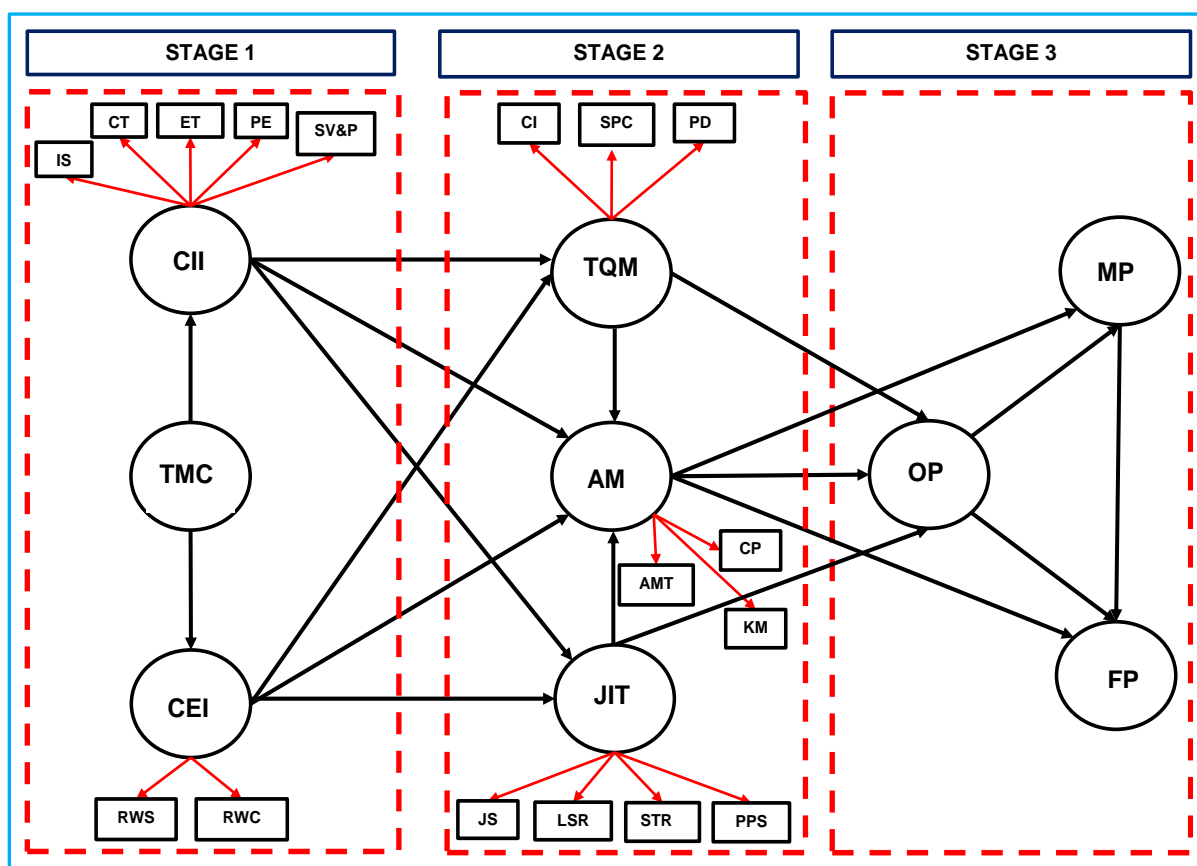 STAGE 1
STAGE 2
STAGE 3
IS
CT
ET
PE
SV&P
CII
TMC
CEI
RWS
RWC
CI
SPC
PD
TQM
AM
CP
AMT
KM
JIT
JS
LSR
STR
PPS
MP
OP
FP